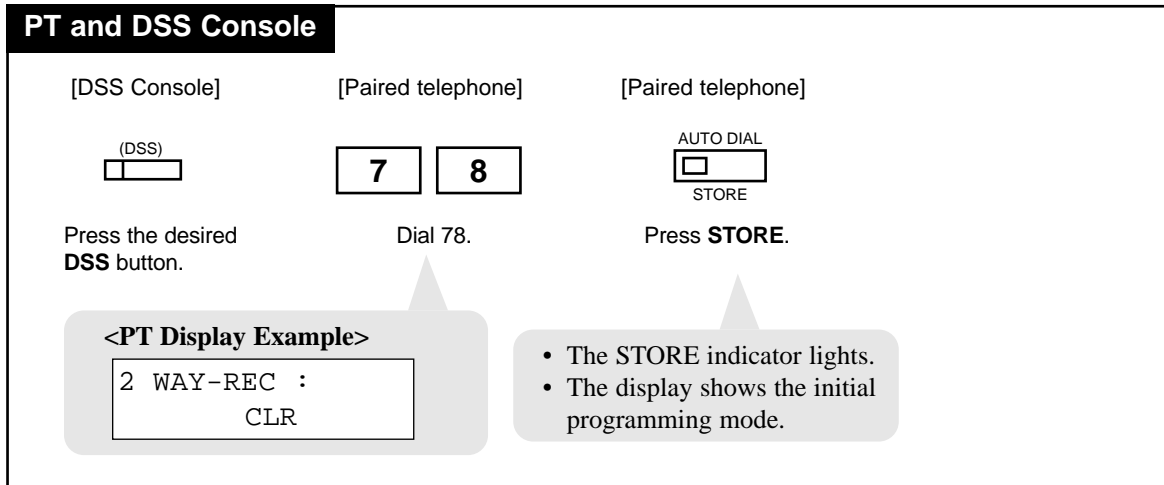 PT and DSS Console
[DSS Console]
[Paired telephone]
[Paired telephone]
(DSS)
7 8
AUTO DIAL
STORE
Press the desired
DSS button.
Dial 78.
Press STORE.
<PT Display Example>
2 WAY-REC :
CLR
• The STORE indicator lights.
• The display shows the initial
programming mode.